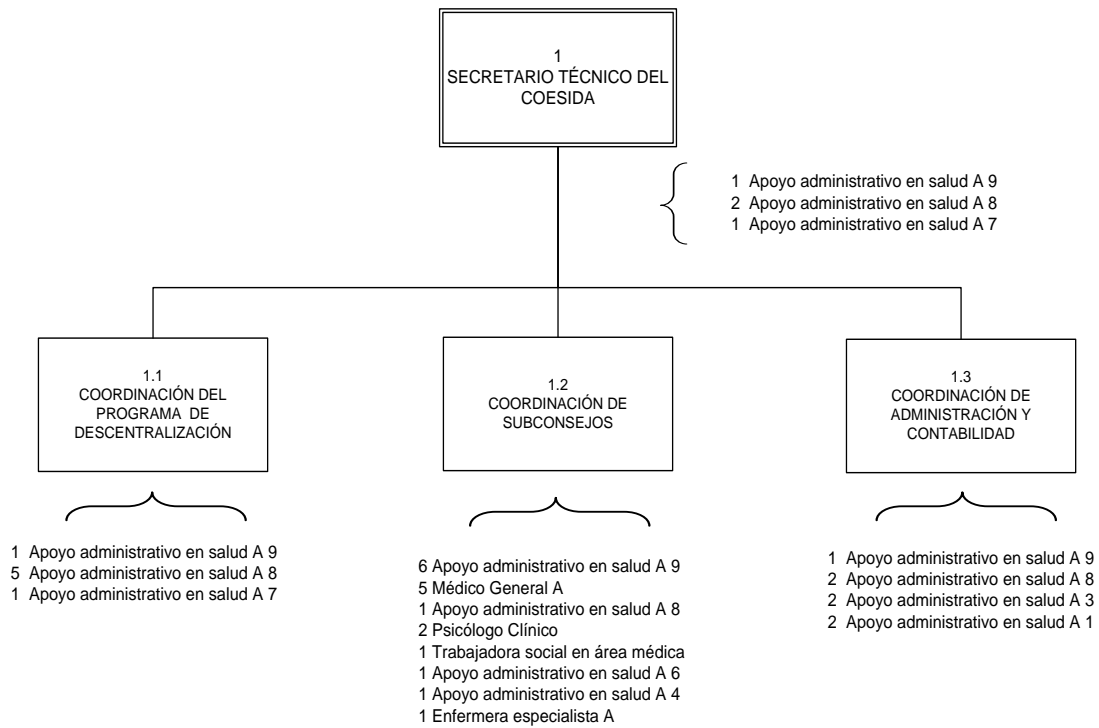 1
SECRETARIO TÉCNICO DEL
COESIDA
1 Apoyo administrativo en salud A 9
2 Apoyo administrativo en salud A 8
1 Apoyo administrativo en salud A 7
1.1
COORDINACIÓN DEL
PROGRAMA DE
DESCENTRALIZACIÓN
1.2
COORDINACIÓN DE
SUBCONSEJOS
1.3
COORDINACIÓN DE
ADMINISTRACIÓN Y
CONTABILIDAD
1 Apoyo administrativo en salud A 9
5 Apoyo administrativo en salud A 8
1 Apoyo administrativo en salud A 7
6 Apoyo administrativo en salud A 9
5 Médico General A
1 Apoyo administrativo en salud A 8
2 Psicólogo Clínico
1 Trabajadora social en área médica
1 Apoyo administrativo en salud A 6
1 Apoyo administrativo en salud A 4
1 Enfermera especialista A
1 Apoyo administrativo en salud A 9
2 Apoyo administrativo en salud A 8
2 Apoyo administrativo en salud A 3
2 Apoyo administrativo en salud A 1